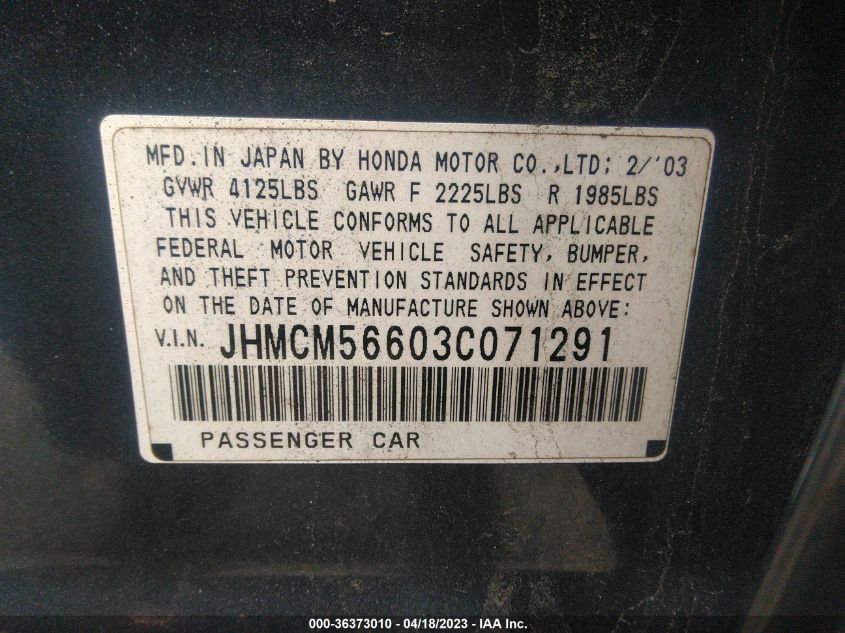 MFD.IN JAPAN BY HONDA MOTOR CO.,LTD; 2/'03
GVWR 4125LBS GAWR F 2225LBS R 1985LBS
THIS VEHICLE CONFORMS TO ALL APPLICABLE
FEDERAL MOTOR VEHICLE SAFETY, BUMPER,
AND THEFT PREVENTION STANDARDS IN EFFECT
ON THE DATE OF MANUFACTURE SHOWN ABOVE:
V.I.N. JHMCM56603C071291
PASSENGER CAR
000-36373010 - 04/18/2023 - IAA Inc.